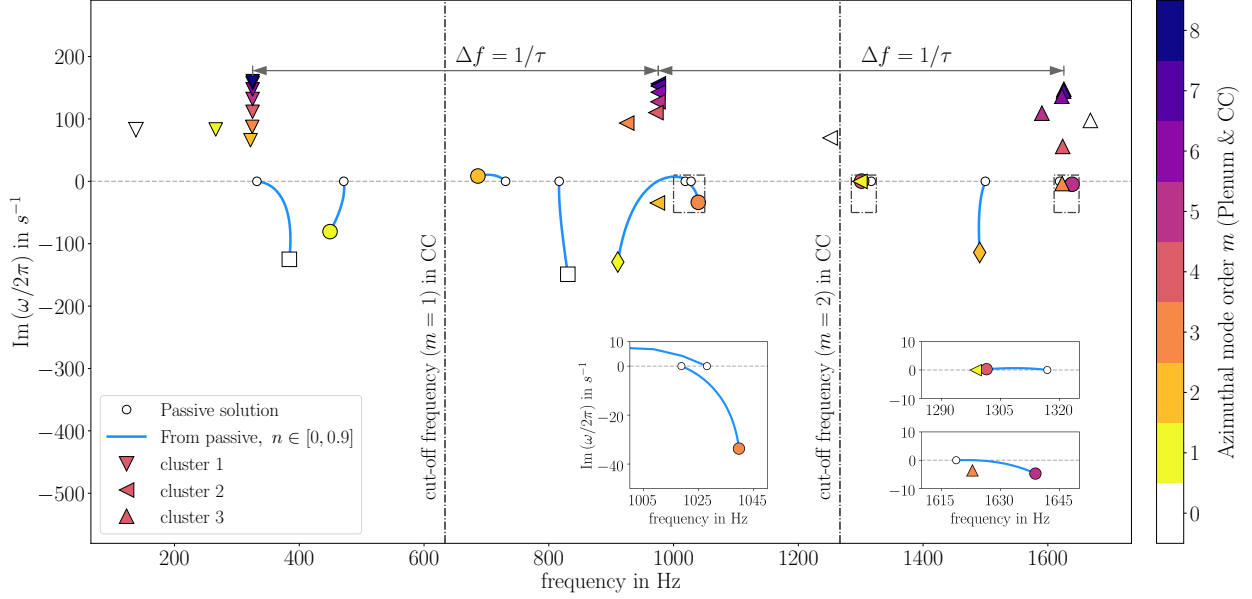 Δf = 1/τ
Δf = 1/τ
200
100
0
−100
−200
−300
−400
−500
Im (ω/2π) in s⁻¹
200
400
600
800
1000
1200
1400
1600
frequency in Hz
cut-off frequency (m = 1) in CC
cut-off frequency (m = 2) in CC
Passive solution
From passive, n ∈ [0, 0.9]
cluster 1
cluster 2
cluster 3
10
0
−20
−40
Im (ω/2π) in s⁻¹
1005
1025
1045
frequency in Hz
10
0
−10
1290
1305
1320
10
0
−10
1615
1630
1645
frequency in Hz
8
7
6
5
4
3
2
1
0
Azimuthal mode order m (Plenum & CC)